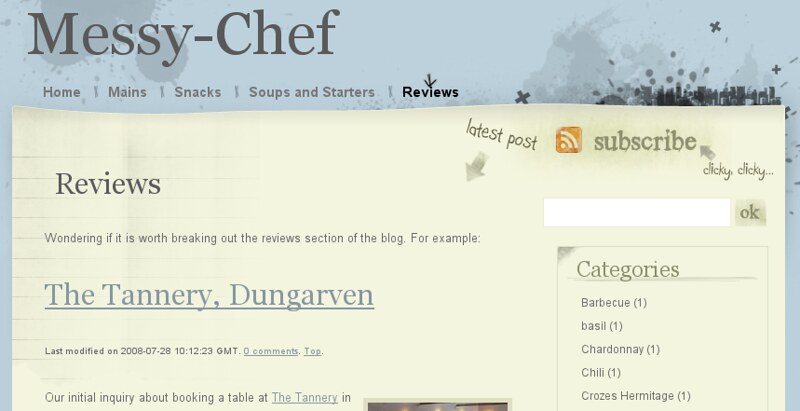 Messy-Chef
Home Mains Snacks Soups and Starters Reviews
latest post
subscribe
clicky, clicky...
Reviews
ok
Wondering if it is worth breaking out the reviews section of the blog. For example:
The Tannery, Dungarven
Last modified on 2008-07-28 10:12:23 GMT. 0 comments. Top.
Our initial inquiry about booking a table at The Tannery in
Categories
Barbecue (1)
basil (1)
Chardonnay (1)
Chili (1)
Crozes Hermitage (1)